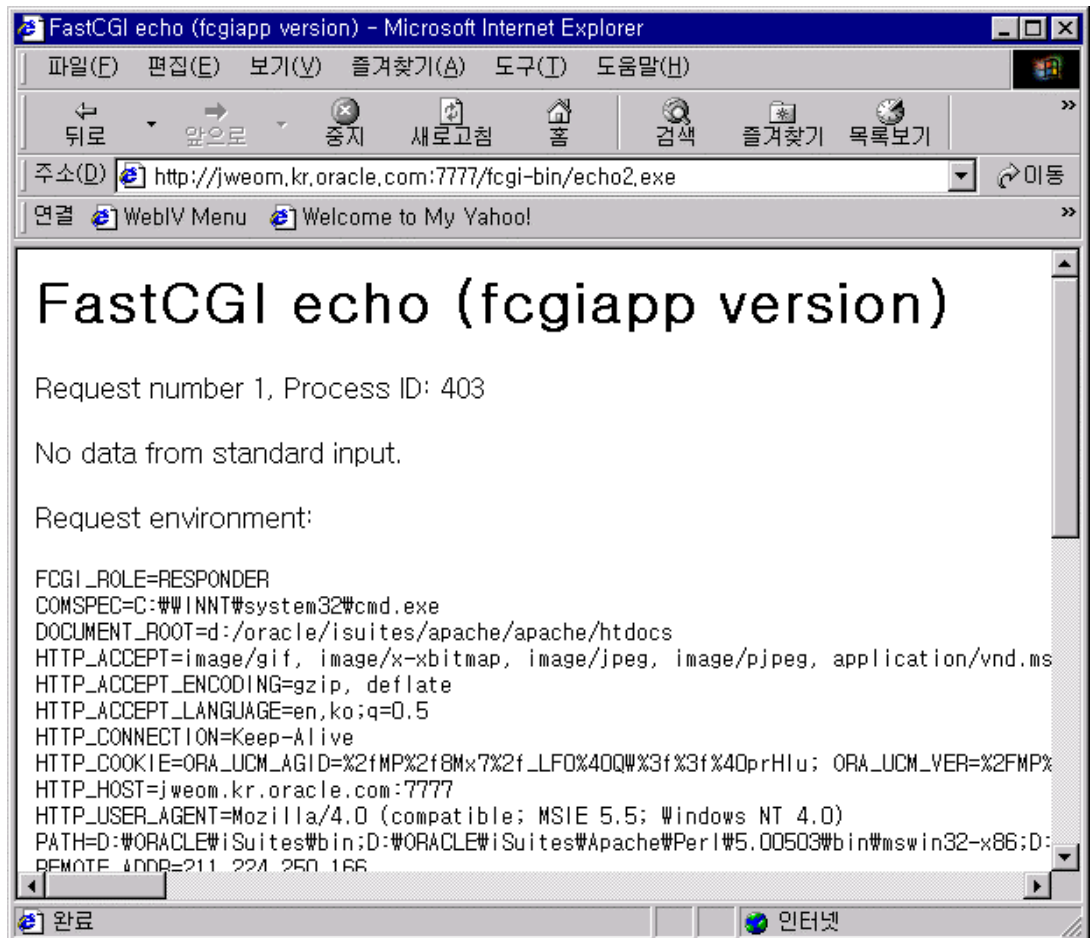 FastCGI echo (fcgiapp version) - Microsoft Internet Explorer
파일(F) 편집(E) 보기(V) 즐겨찾기(A) 도구(T) 도움말(H)
뒤로 앞으로 중지 새로고침 홈 검색 즐겨찾기 목록보기 »
주소(D) http://jweom.kr.oracle.com:7777/fcgi-bin/echo2.exe 이동
연결 WebIV Menu Welcome to My Yahoo! »
FastCGI echo (fcgiapp version)
Request number 1, Process ID: 403
No data from standard input.
Request environment:
FCGI_ROLE=RESPONDER
COMSPEC=C:₩WINNT₩system32₩cmd.exe
DOCUMENT_ROOT=d:/oracle/isuites/apache/apache/htdocs
HTTP_ACCEPT=image/gif, image/x-xbitmap, image/jpeg, image/pjpeg, application/vnd.ms
HTTP_ACCEPT_ENCODING=gzip, deflate
HTTP_ACCEPT_LANGUAGE=en,ko;q=0.5
HTTP_CONNECTION=Keep-Alive
HTTP_COOKIE=ORA_UCM_AGID=%2fMP%2f8Mx7%2f_LFO%40QW%3f%3f%40prHlu; ORA_UCM_VER=%2FMP%
HTTP_HOST=jweom.kr.oracle.com:7777
HTTP_USER_AGENT=Mozilla/4.0 (compatible; MSIE 5.5; Windows NT 4.0)
PATH=D:₩ORACLE₩iSuites₩bin;D:₩ORACLE₩iSuites₩Apache₩Perl₩5.00503₩bin₩mswin32-x86;D:
REMOTE_ADDR=211.224.250.166
완료 인터넷